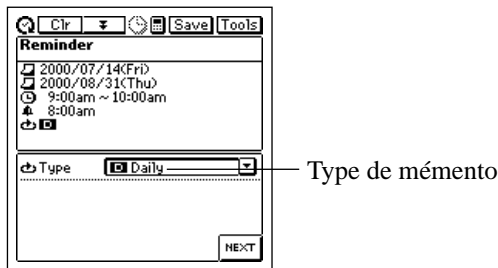 Clr Save Tools
Reminder
2000/07/14(Fri)
2000/08/31(Thu)
9:00am ~ 10:00am
8:00am
D
Type D Daily Type de mémento
NEXT